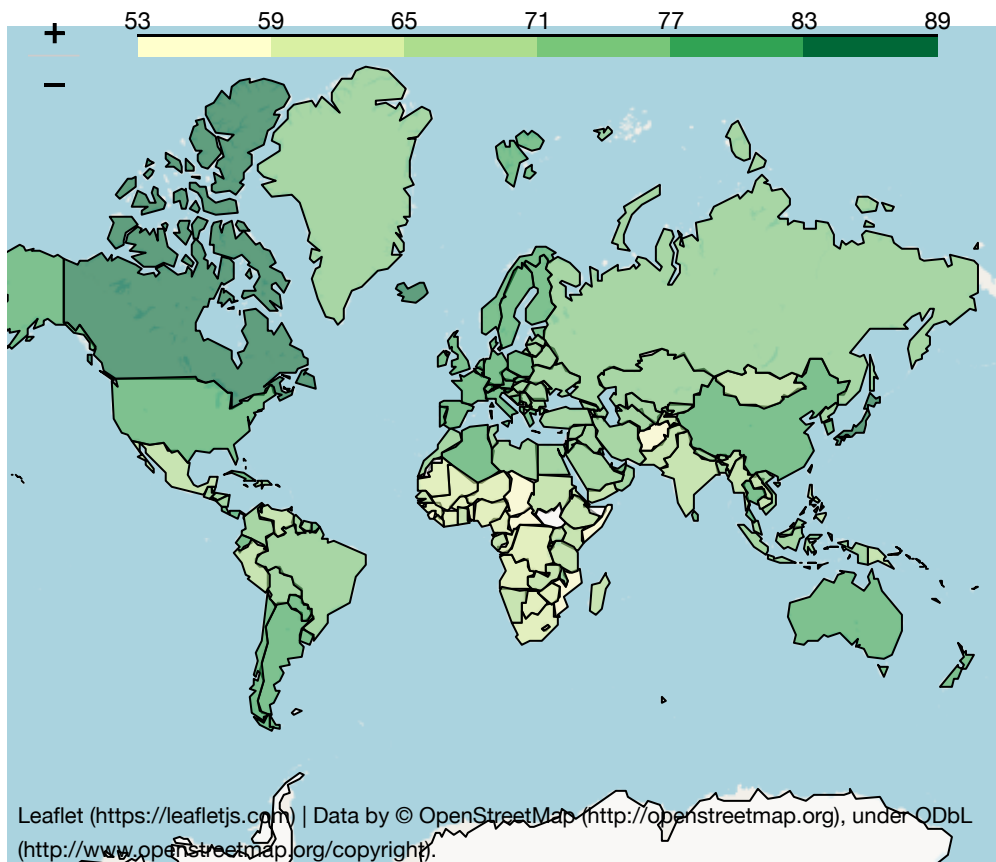 +
53 59 65 71 77 83 89
−
Leaflet (https://leafletjs.com) | Data by © OpenStreetMap (http://openstreetmap.org), under ODbL
(http://www.openstreetmap.org/copyright).